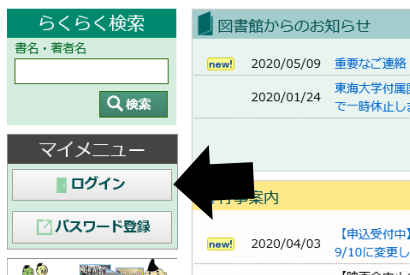 らくらく検索
書名・著者名
検索
マイメニュー
ログイン
パスワード登録
図書館からのお知らせ
new! 2020/05/09 重要なご連絡
2020/01/24 東海大学付属
で一時休止しま
行事案内
new! 2020/04/03 【申込受付中】
9/10に変更し